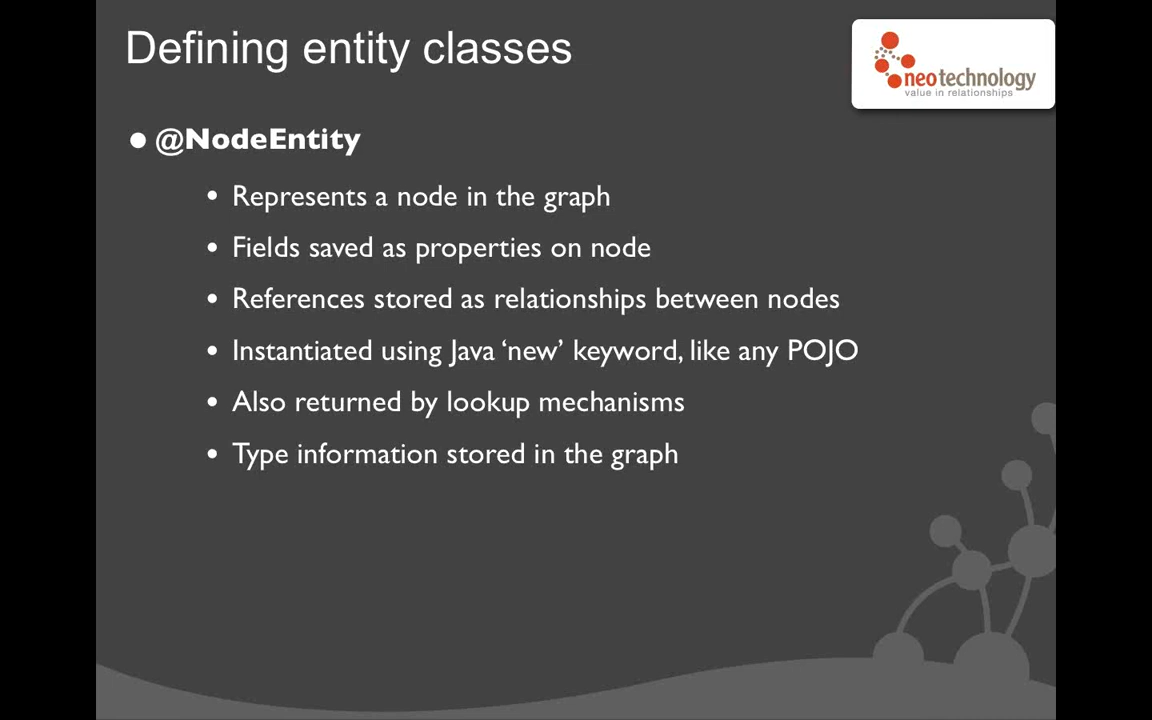 Defining entity classes
neotechnology
value in relationships
• @NodeEntity
• Represents a node in the graph
• Fields saved as properties on node
• References stored as relationships between nodes
• Instantiated using Java ‘new’ keyword, like any POJO
• Also returned by lookup mechanisms
• Type information stored in the graph